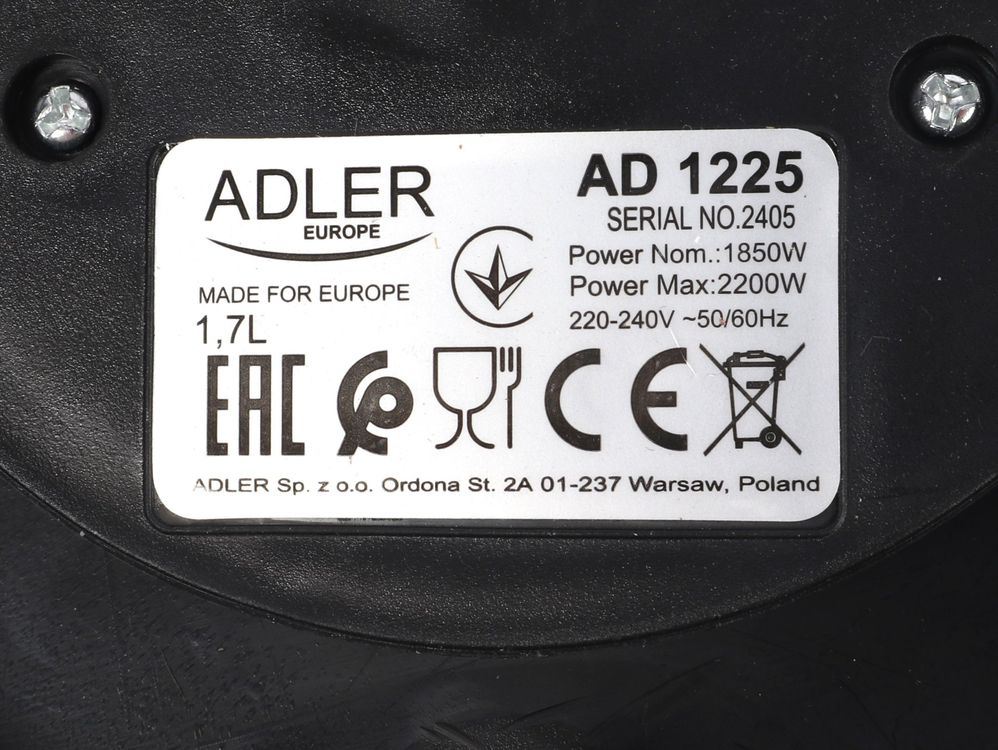 ADLER
EUROPE
AD 1225
SERIAL NO.2405
Power Nom.:1850W
Power Max:2200W
220-240V ~50/60Hz
MADE FOR EUROPE
1,7L
EAC
CE
ADLER Sp. z o.o. Ordona St. 2A 01-237 Warsaw, Poland